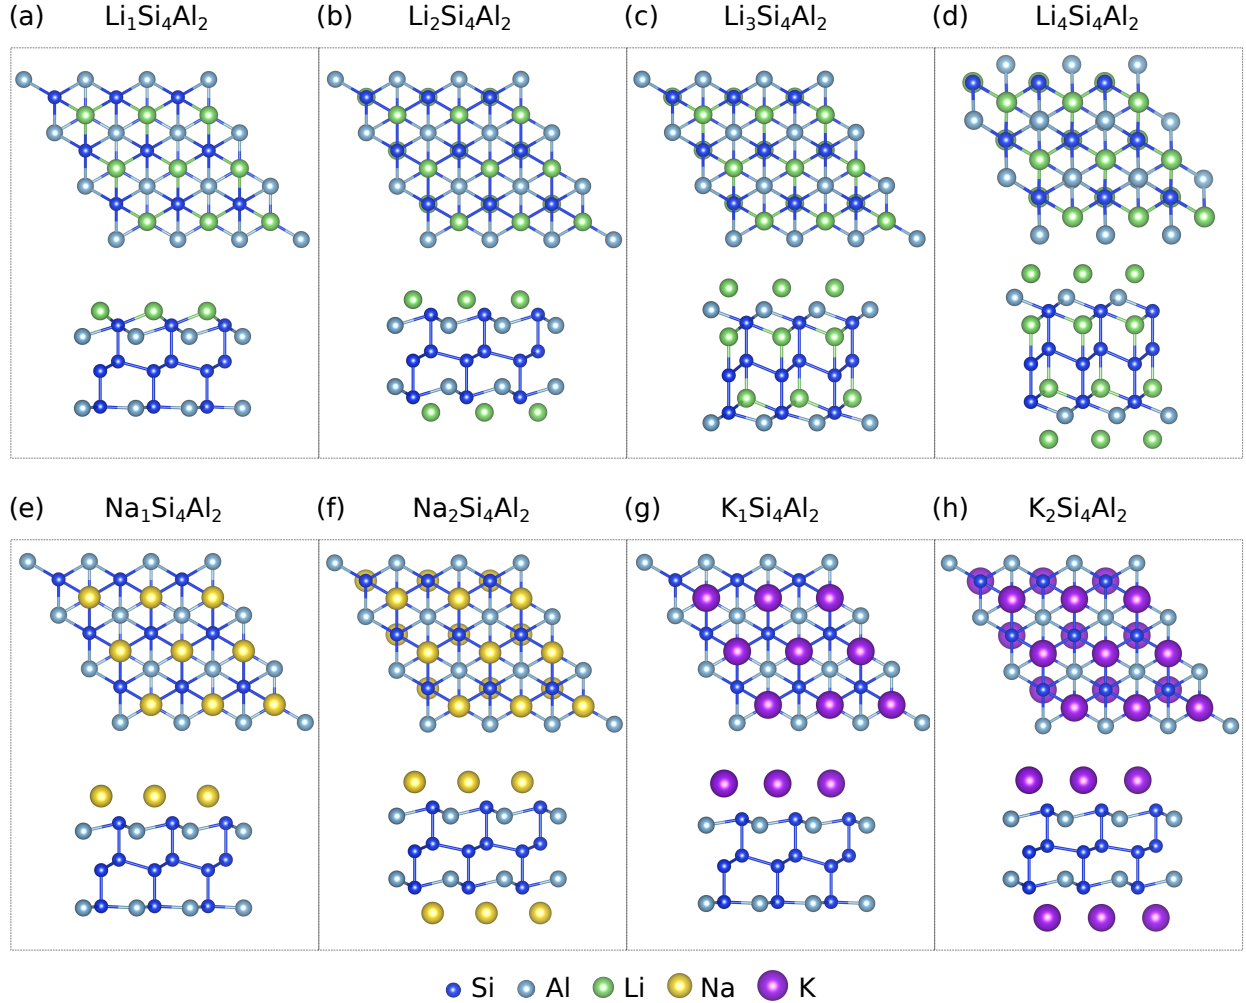 (a) Li₁Si₄Al₂
(b) Li₂Si₄Al₂
(c) Li₃Si₄Al₂
(d) Li₄Si₄Al₂
(e) Na₁Si₄Al₂
(f) Na₂Si₄Al₂
(g) K₁Si₄Al₂
(h) K₂Si₄Al₂
Si Al Li Na K